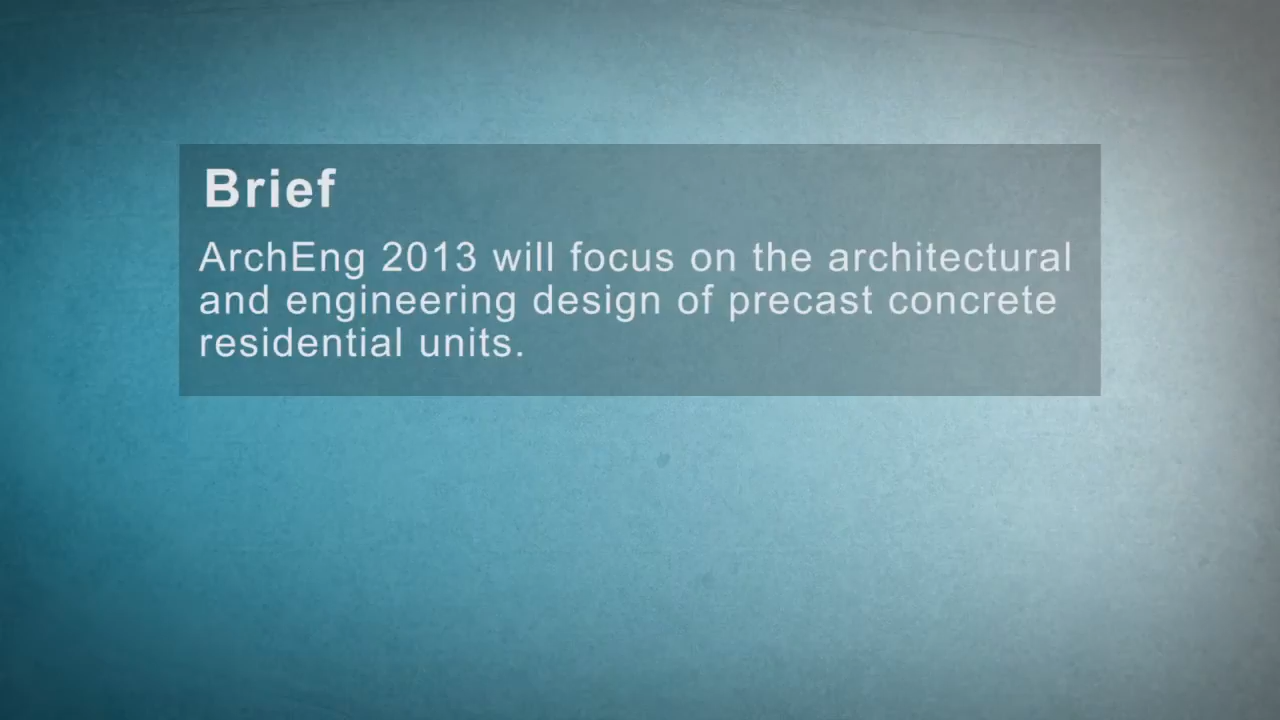 Brief
ArchEng 2013 will focus on the architectural
and engineering design of precast concrete
residential units.